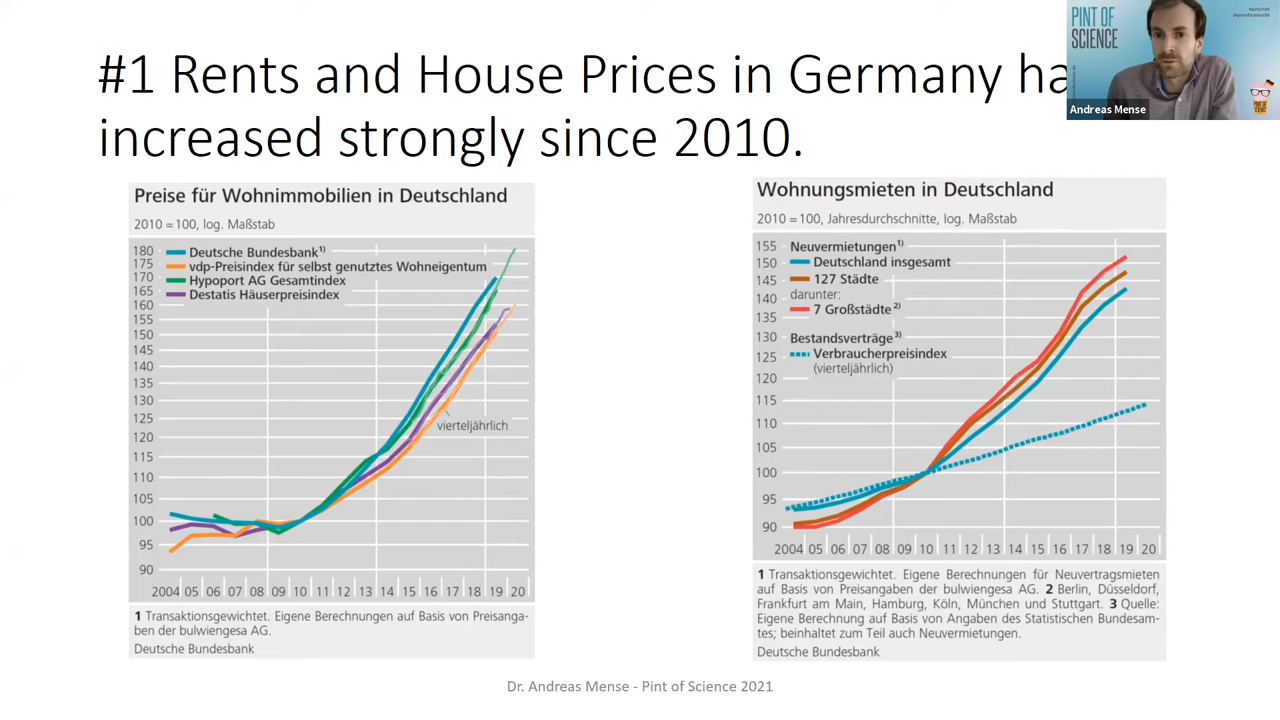 #1 Rents and House Prices in Germany ha
increased strongly since 2010.
PINT OF
SCIENCE
Andreas Mense
PINT OF
SCIENCE
Preise für Wohnimmobilien in Deutschland
2010 = 100, log. Maßstab
180
175
170
165
160
155
150
145
140
135
130
125
120
115
110
105
100
95
90
Deutsche Bundesbank¹⁾
vdp-Preisindex für selbst genutztes Wohneigentum
Hypoport AG Gesamtindex
Destatis Häuserpreisindex
vierteljährlich
2004 05 06 07 08 09 10 11 12 13 14 15 16 17 18 19 20
1 Transaktionsgewichtet. Eigene Berechnungen auf Basis von Preisanga-
ben der bulwiengesa AG.
Deutsche Bundesbank
Wohnungsmieten in Deutschland
2010 = 100, Jahresdurchschnitte, log. Maßstab
155
150
145
140
135
130
125
120
115
110
105
100
95
90
Neuvermietungen¹⁾
Deutschland insgesamt
127 Städte
darunter:
7 Großstädte²⁾
Bestandsverträge³⁾
Verbraucherpreisindex
(vierteljährlich)
2004 05 06 07 08 09 10 11 12 13 14 15 16 17 18 19 20
1 Transaktionsgewichtet. Eigene Berechnungen für Neuvertragsmieten
auf Basis von Preisangaben der bulwiengesa AG. 2 Berlin, Düsseldorf,
Frankfurt am Main, Hamburg, Köln, München und Stuttgart. 3 Quelle:
Eigene Berechnung auf Basis von Angaben des Statistischen Bundesam-
tes; beinhaltet zum Teil auch Neuvermietungen.
Deutsche Bundesbank
Dr. Andreas Mense - Pint of Science 2021